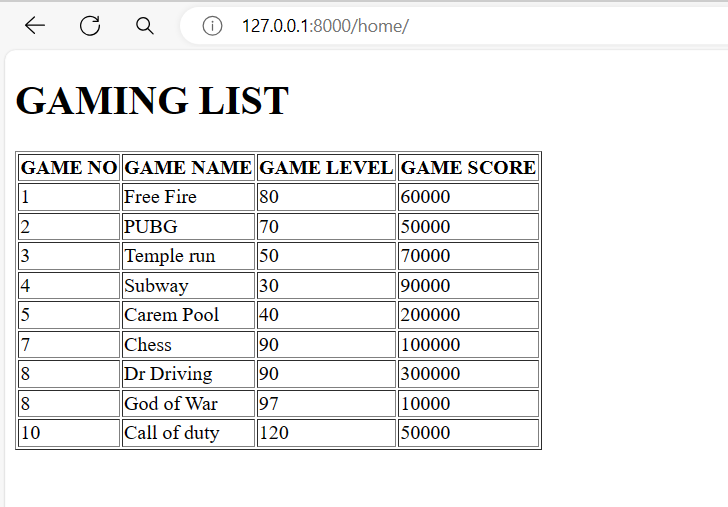 127.0.0.1:8000/home/
GAMING LIST
GAME NO GAME NAME GAME LEVEL GAME SCORE
1 Free Fire 80 60000
2 PUBG 70 50000
3 Temple run 50 70000
4 Subway 30 90000
5 Carem Pool 40 200000
7 Chess 90 100000
8 Dr Driving 90 300000
8 God of War 97 10000
10 Call of duty 120 50000